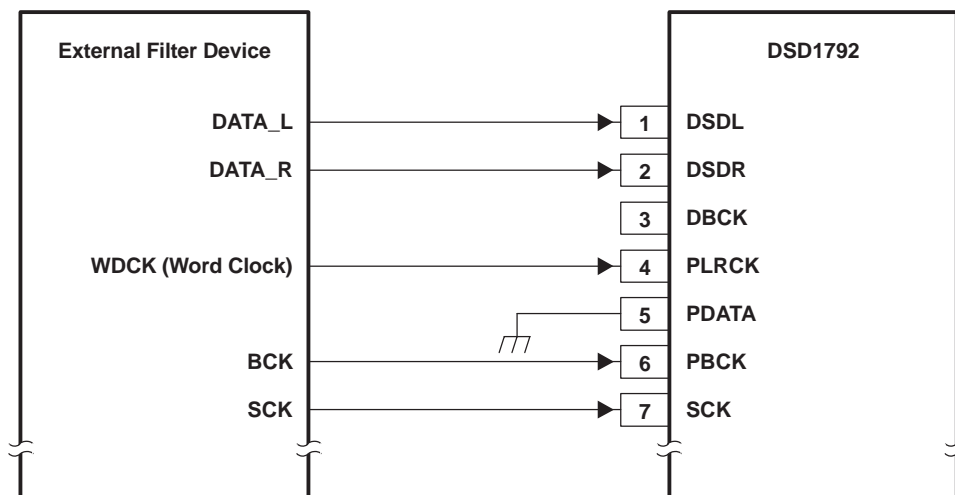 External Filter Device DSD1792
DATA_L 1 DSDL
DATA_R 2 DSDR
3 DBCK
WDCK (Word Clock) 4 PLRCK
5 PDATA
BCK 6 PBCK
SCK 7 SCK